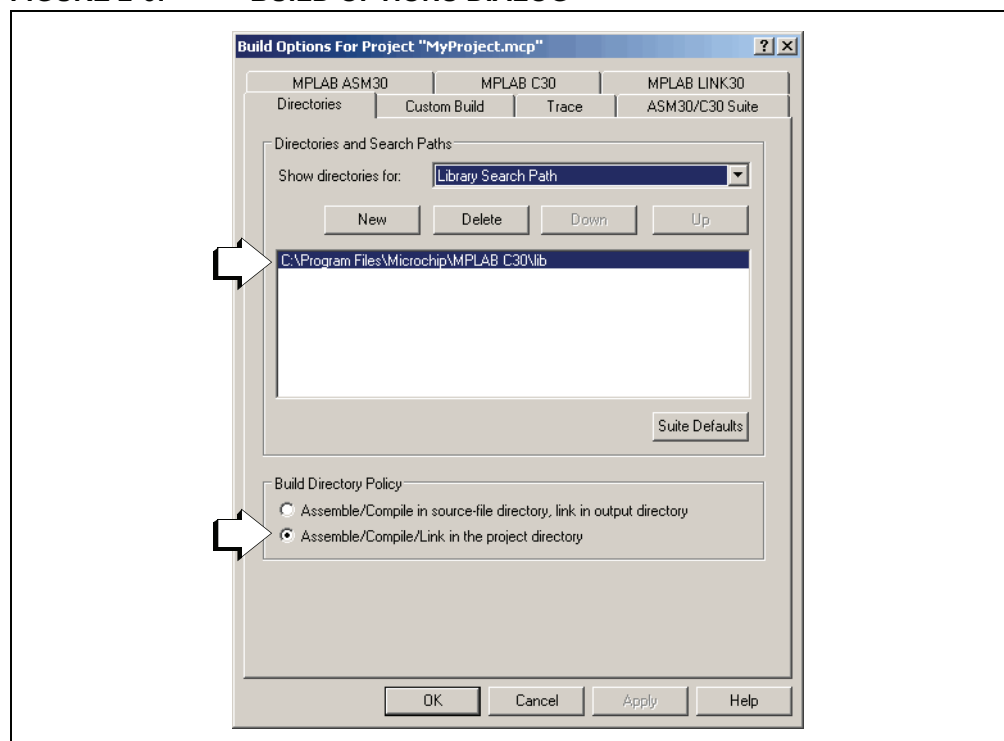 BUILD OPTIONS DIALOG
Build Options For Project "MyProject.mcp"
MPLAB ASM30 MPLAB C30 MPLAB LINK30
Directories Custom Build Trace ASM30/C30 Suite
Directories and Search Paths
Show directories for: Library Search Path
New Delete Down Up
C:\Program Files\Microchip\MPLAB C30\lib
Suite Defaults
Build Directory Policy
Assemble/Compile in source-file directory, link in output directory
Assemble/Compile/Link in the project directory
OK Cancel Apply Help